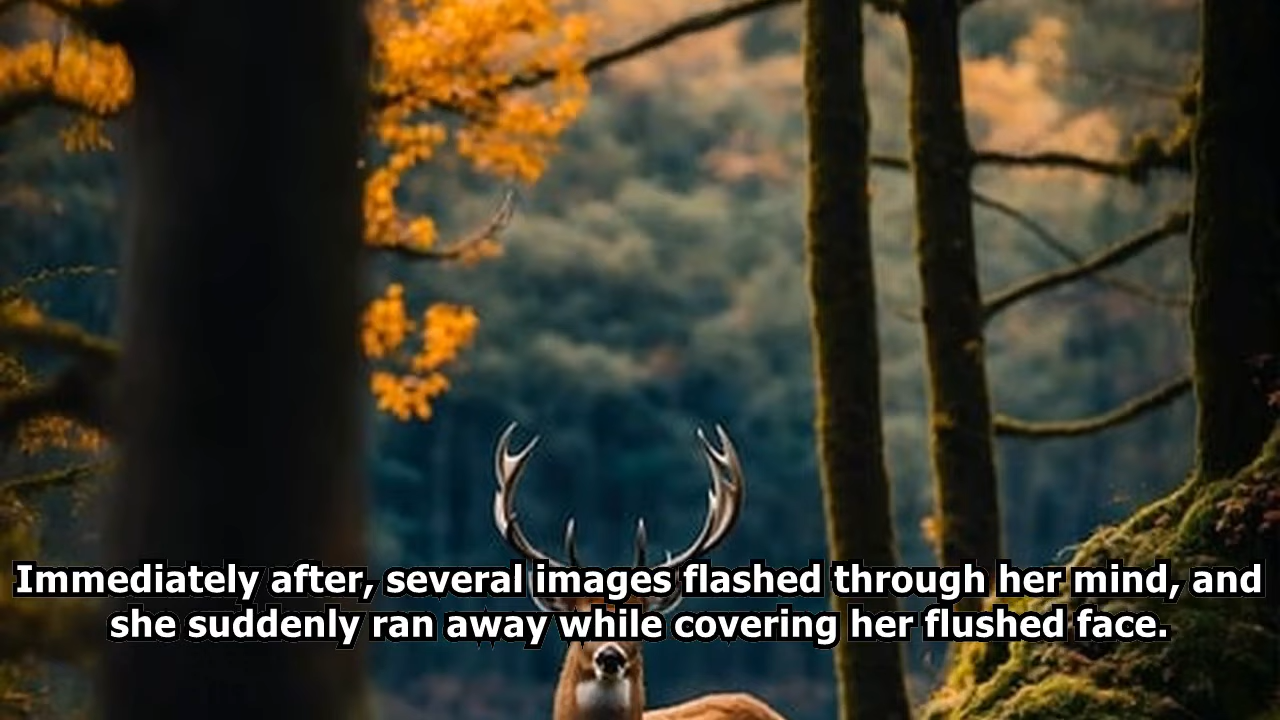 Immediately after, several images flashed through her mind, and
she suddenly ran away while covering her flushed face.